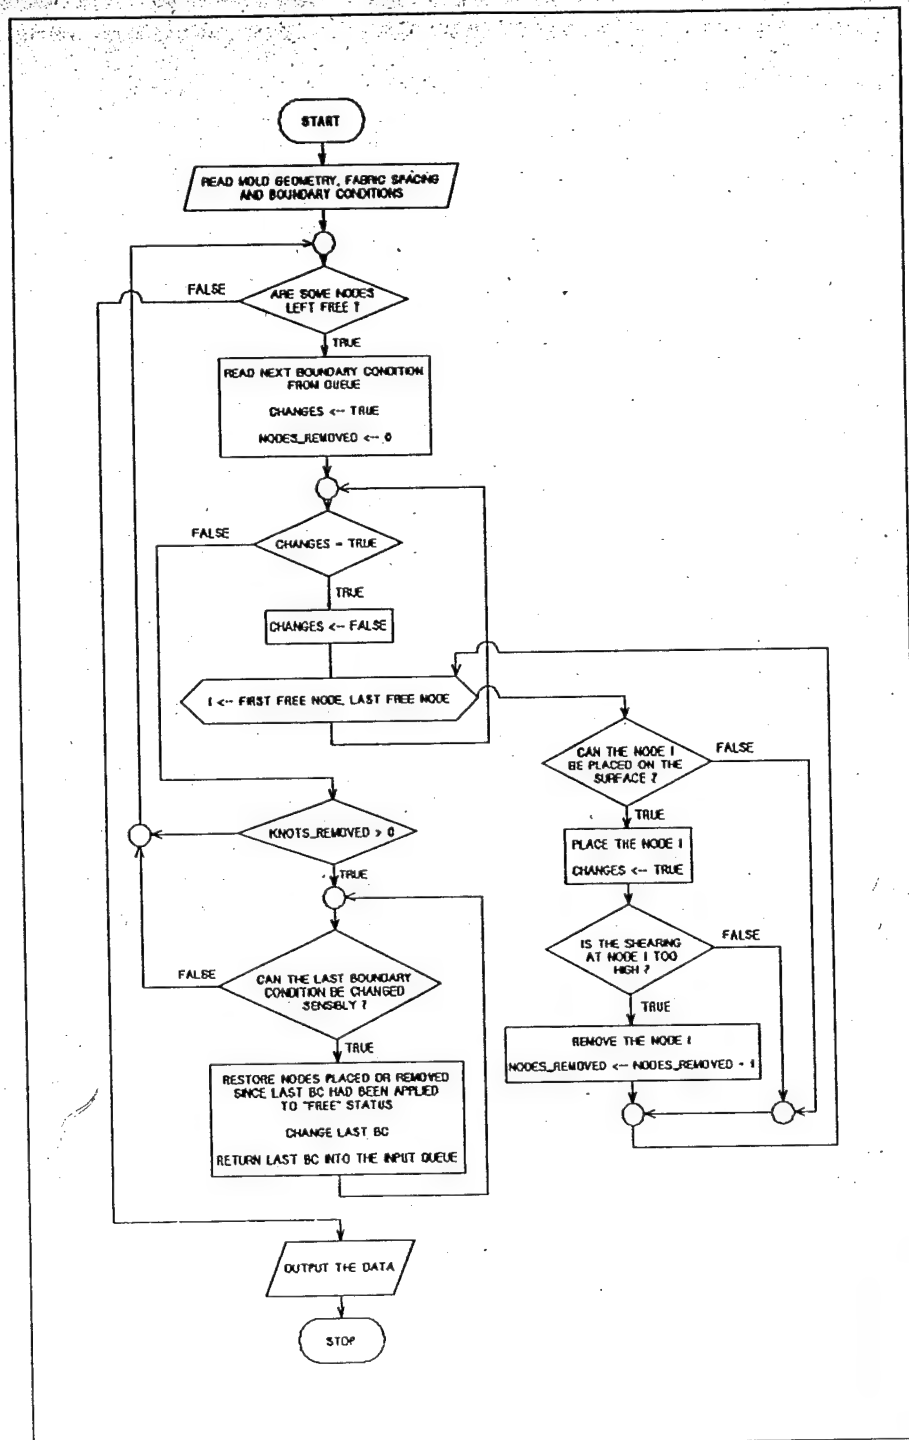 START
READ MOLD GEOMETRY, FABRIC SPACING
AND BOUNDARY CONDITIONS
FALSE
ARE SOME NODES
LEFT FREE ?
TRUE
READ NEXT BOUNDARY CONDITION
FROM QUEUE
CHANGES <-- TRUE
NODES_REMOVED <-- 0
FALSE
CHANGES = TRUE
TRUE
CHANGES <-- FALSE
I <-- FIRST FREE NODE, LAST FREE NODE
CAN THE NODE I
BE PLACED ON THE
SURFACE ?
FALSE
TRUE
PLACE THE NODE I
CHANGES <-- TRUE
KNOTS_REMOVED > 0
TRUE
IS THE SHEARING
AT NODE I TOO
HIGH ?
FALSE
TRUE
FALSE
CAN THE LAST BOUNDARY
CONDITION BE CHANGED
SENSIBLY ?
TRUE
REMOVE THE NODE I
NODES_REMOVED <-- NODES_REMOVED + 1
RESTORE NODES PLACED OR REMOVED
SINCE LAST BC HAD BEEN APPLIED
TO "FREE" STATUS
CHANGE LAST BC
RETURN LAST BC INTO THE INPUT QUEUE
OUTPUT THE DATA
STOP